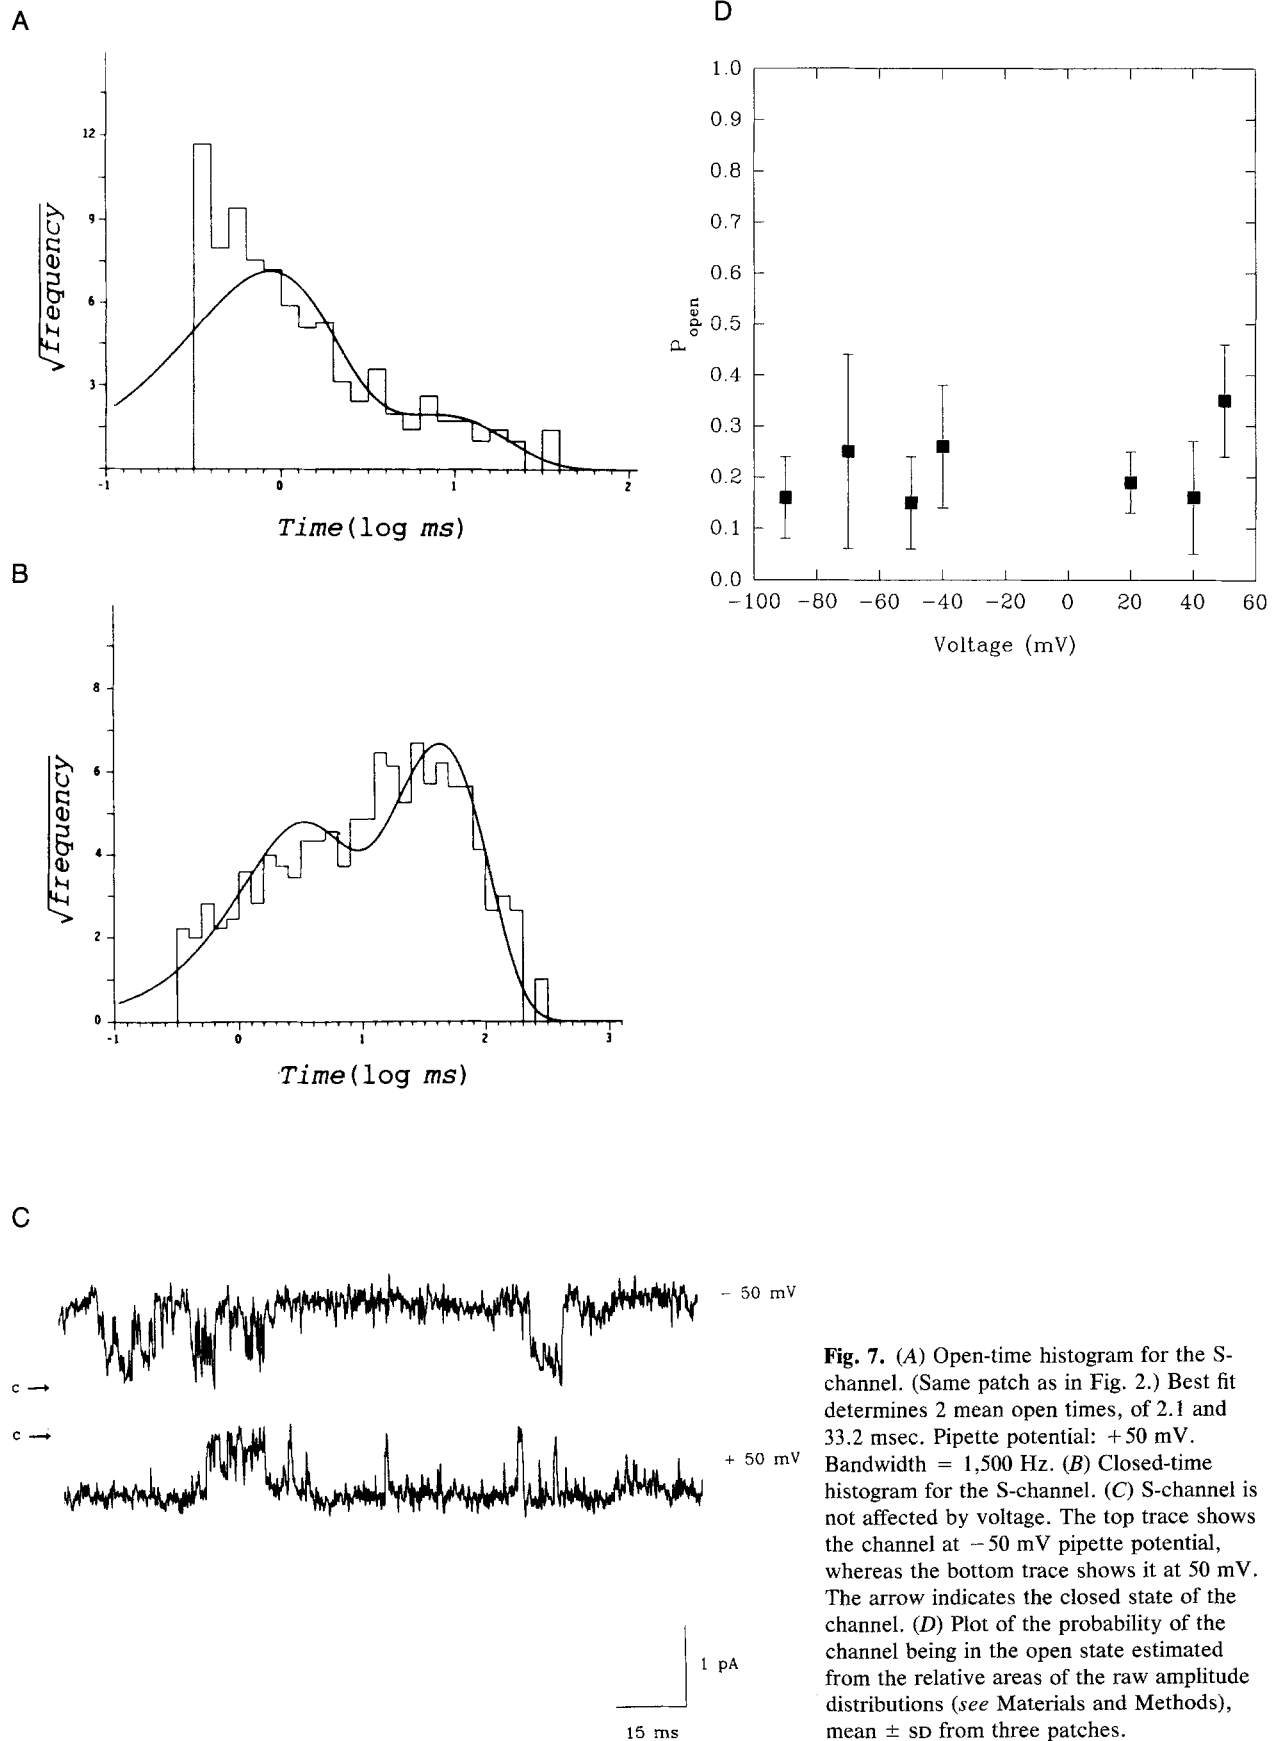 A
12
9
6
3
√frequency
-1 0 1 2
Time(log ms)
B
8
6
4
2
0
√frequency
-1 0 1 2 3
Time(log ms)
C
- 50 mV
c →
c →
+ 50 mV
1 pA
15 ms
D
1.0
0.9
0.8
0.7
0.6
0.5
0.4
0.3
0.2
0.1
0.0
Popen
-100 -80 -60 -40 -20 0 20 40 60
Voltage (mV)
Fig. 7. (A) Open-time histogram for the S-
channel. (Same patch as in Fig. 2.) Best fit
determines 2 mean open times, of 2.1 and
33.2 msec. Pipette potential: +50 mV.
Bandwidth = 1,500 Hz. (B) Closed-time
histogram for the S-channel. (C) S-channel is
not affected by voltage. The top trace shows
the channel at −50 mV pipette potential,
whereas the bottom trace shows it at 50 mV.
The arrow indicates the closed state of the
channel. (D) Plot of the probability of the
channel being in the open state estimated
from the relative areas of the raw amplitude
distributions (see Materials and Methods),
mean ± SD from three patches.